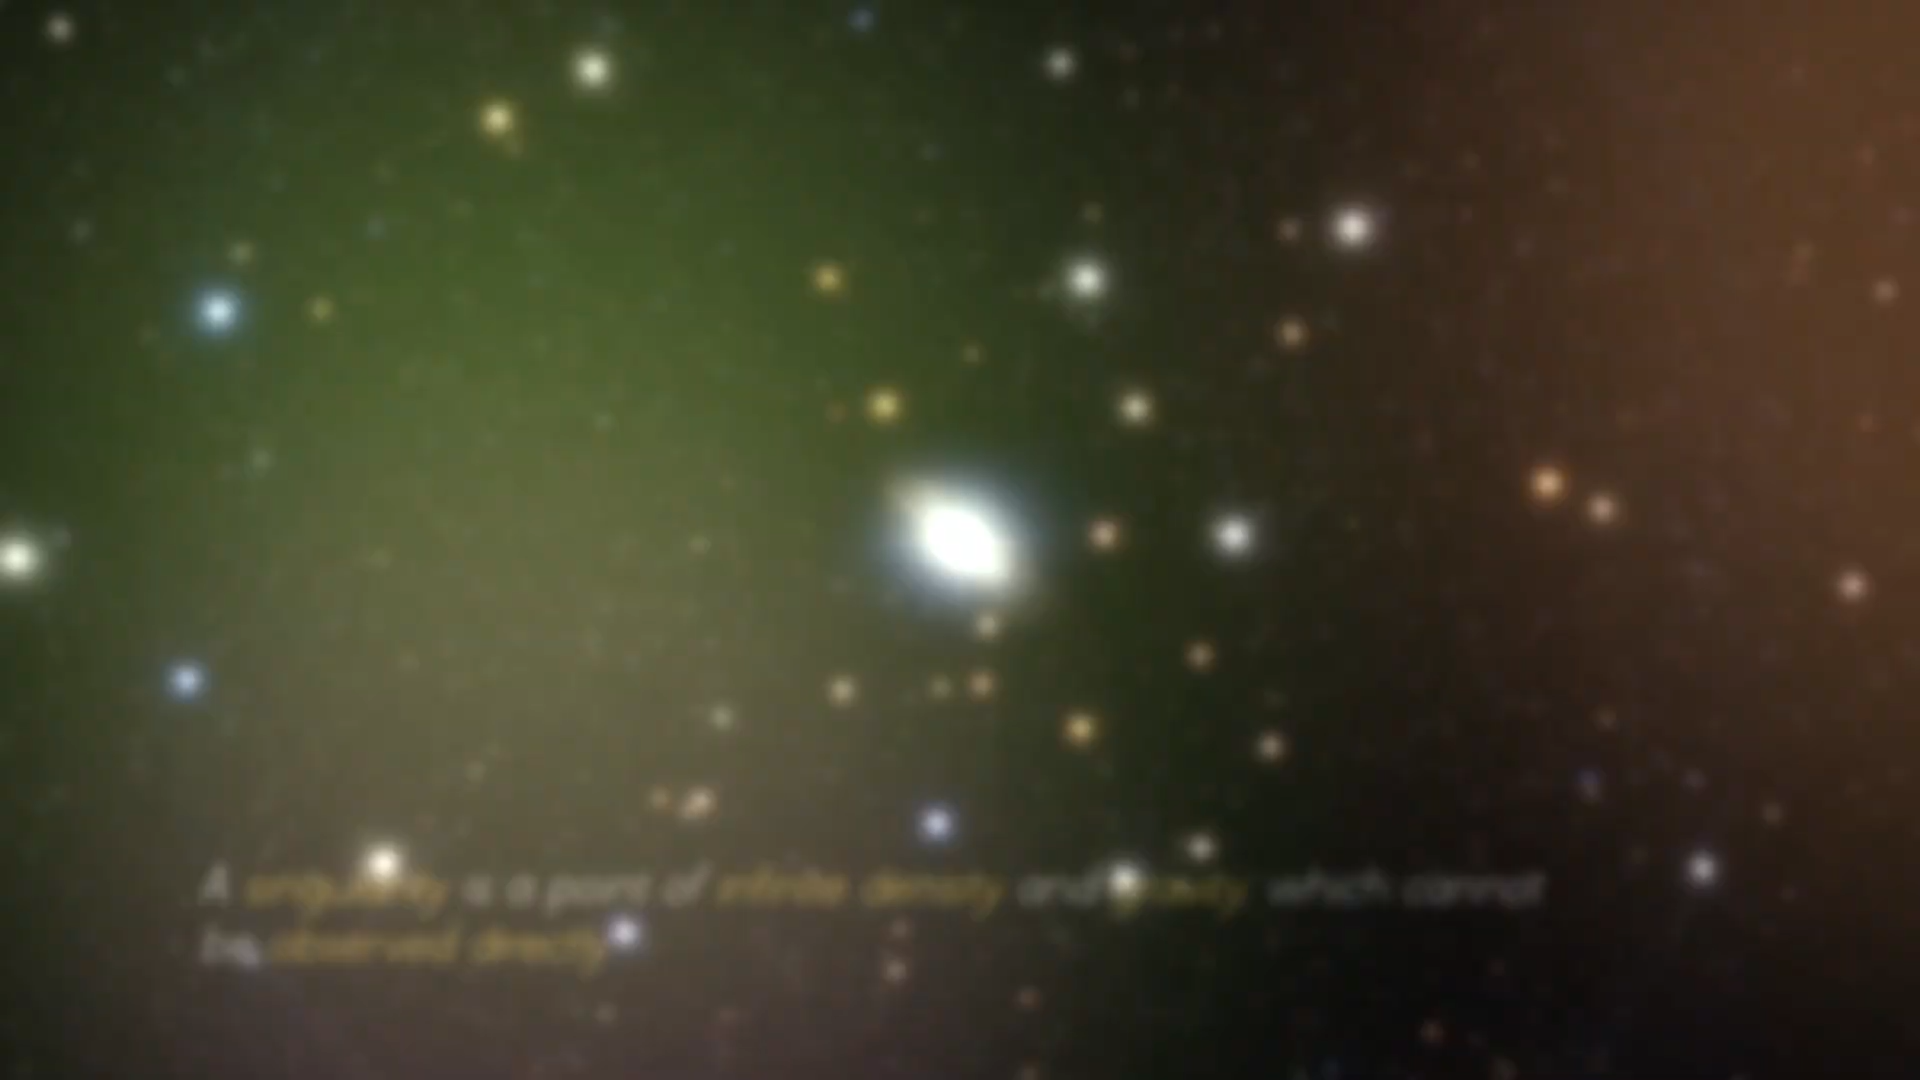 A singularity is a point of infinite density and gravity which cannot
be observed directly